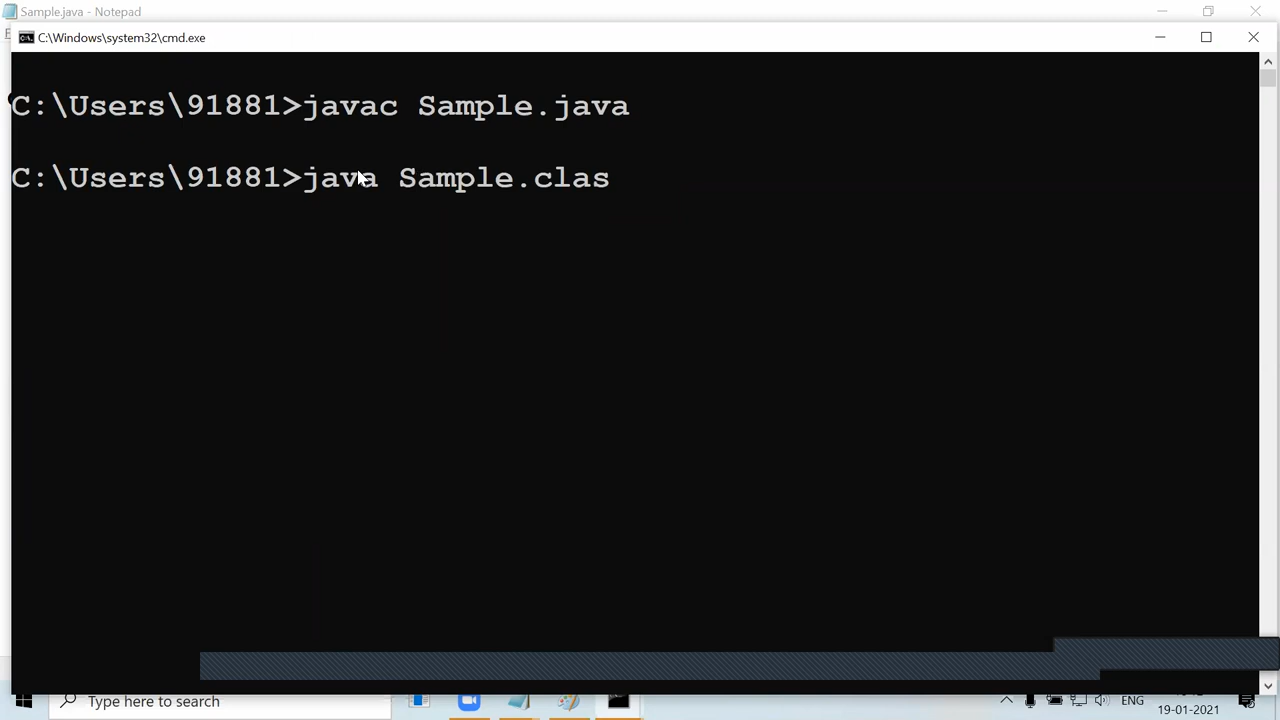 Sample.java - Notepad
C:\Windows\system32\cmd.exe
C:\Users\91881>javac Sample.java
C:\Users\91881>java Sample.clas
Type here to search
ENG
19-01-2021